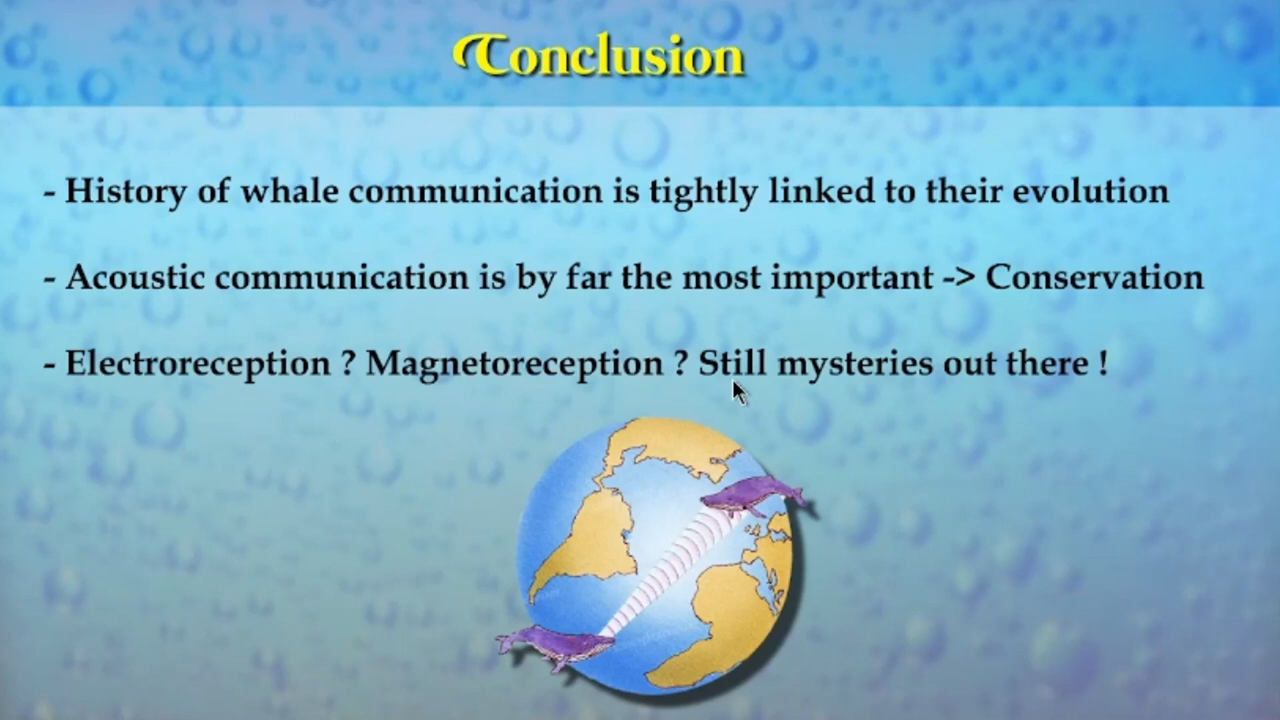 Conclusion
- History of whale communication is tightly linked to their evolution
- Acoustic communication is by far the most important -> Conservation
- Electroreception ? Magnetoreception ? Still mysteries out there !